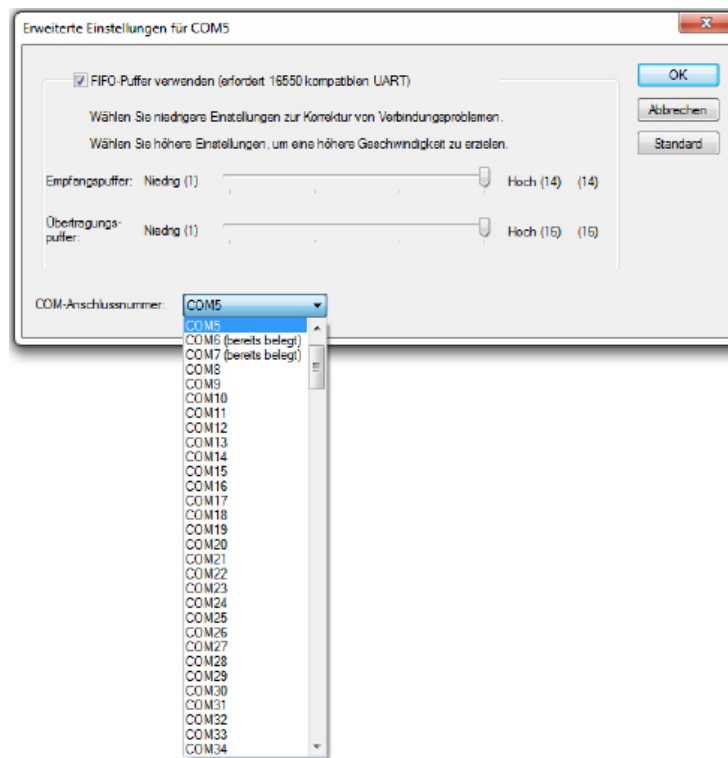 Erweiterte Einstellungen für COM5
FIFO-Puffer verwenden (erfordert 16550 kompatiblen UART)
OK
Wählen Sie niedrigere Einstellungen zur Korrektur von Verbindungsproblemen.
Abbrechen
Wählen Sie höhere Einstellungen, um eine höhere Geschwindigkeit zu erzielen.
Standard
Empfangspuffer: Niedrig (1) Hoch (14) (14)
Übertragungs-
puffer: Niedrig (1) Hoch (16) (16)
COM-Anschlussnummer: COM5
COM5
COM6 (bereits belegt)
COM7 (bereits belegt)
COM8
COM9
COM10
COM11
COM12
COM13
COM14
COM15
COM16
COM17
COM18
COM19
COM20
COM21
COM22
COM23
COM24
COM25
COM26
COM27
COM28
COM29
COM30
COM31
COM32
COM33
COM34